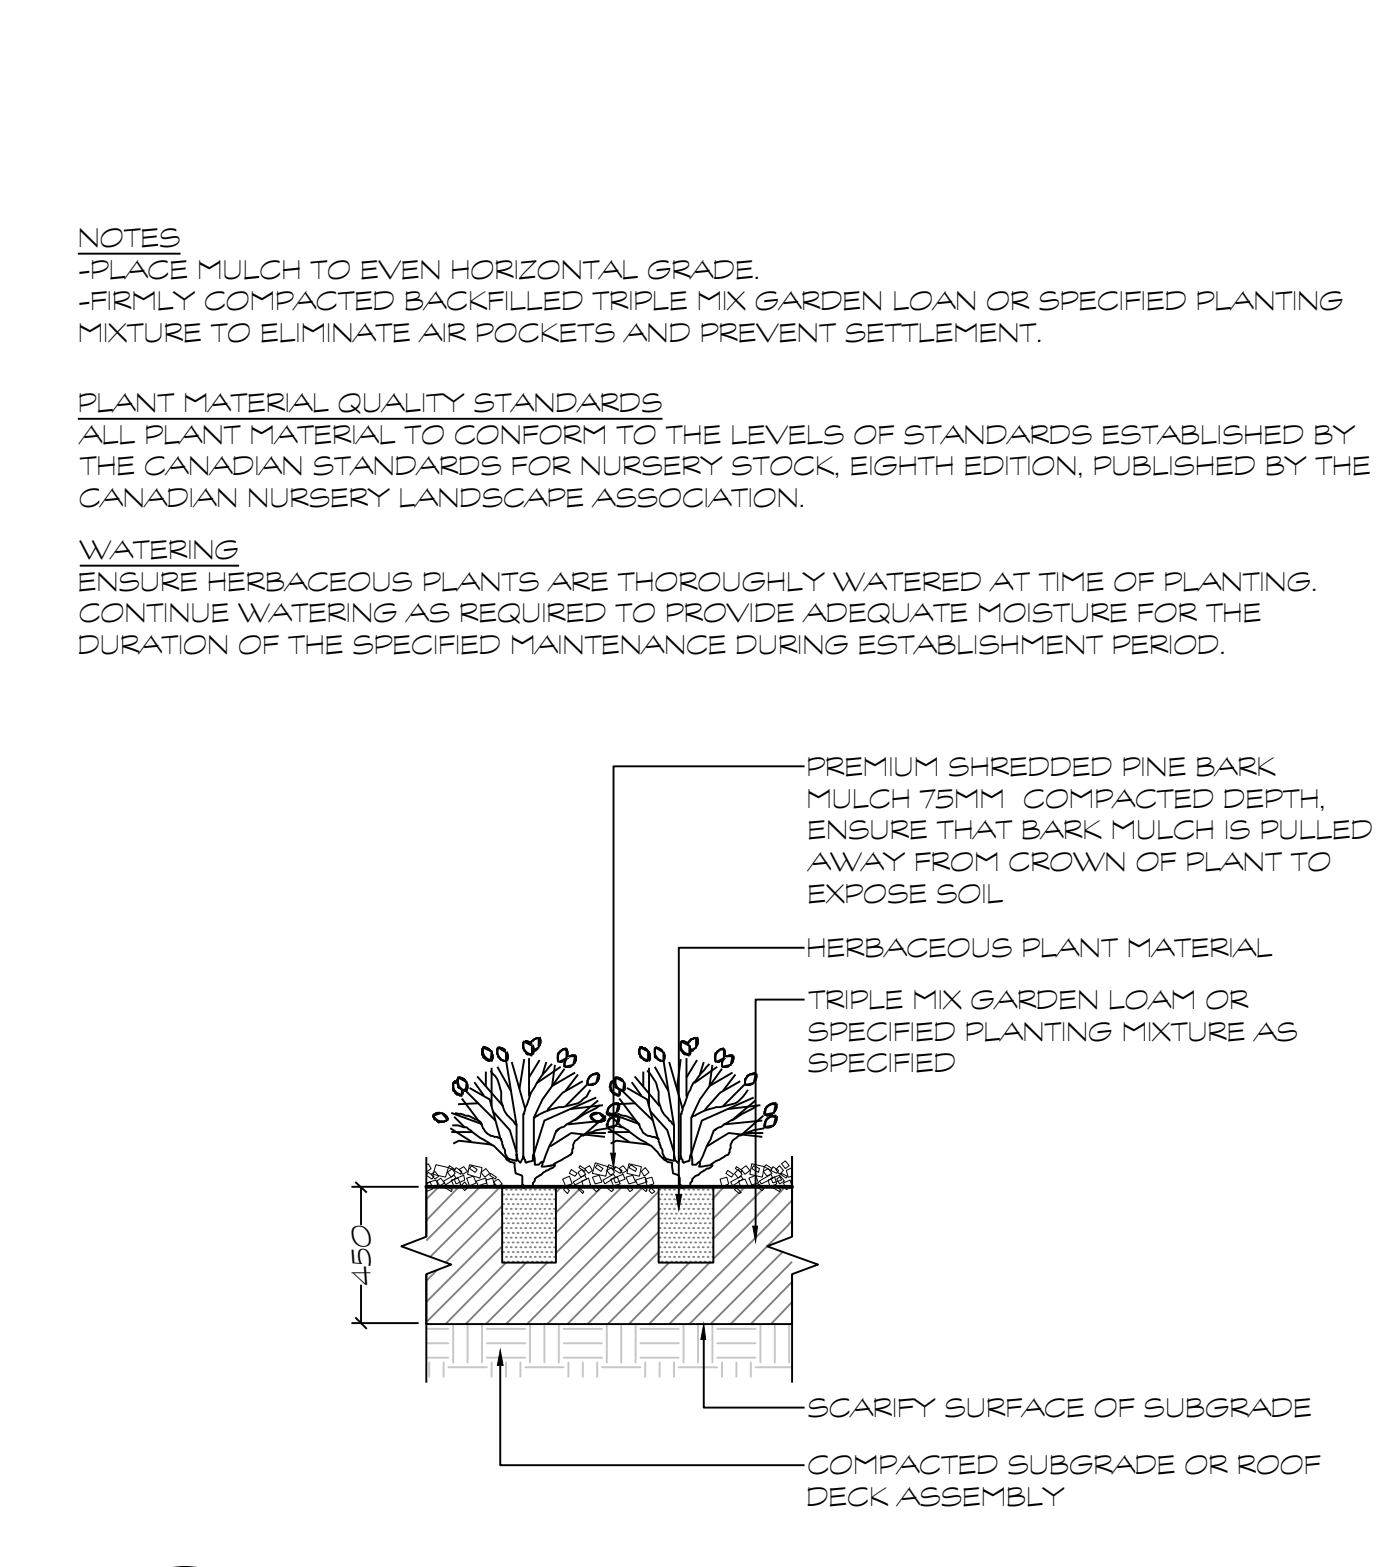 NOTES
-PLACE MULCH TO EVEN HORIZONTAL GRADE.
-FIRMLY COMPACTED BACKFILLED TRIPLE MIX GARDEN LOAN OR SPECIFIED PLANTING
MIXTURE TO ELIMINATE AIR POCKETS AND PREVENT SETTLEMENT.
PLANT MATERIAL QUALITY STANDARDS
ALL PLANT MATERIAL TO CONFORM TO THE LEVELS OF STANDARDS ESTABLISHED BY
THE CANADIAN STANDARDS FOR NURSERY STOCK, EIGHTH EDITION, PUBLISHED BY THE
CANADIAN NURSERY LANDSCAPE ASSOCIATION.
WATERING
ENSURE HERBACEOUS PLANTS ARE THOROUGHLY WATERED AT TIME OF PLANTING.
CONTINUE WATERING AS REQUIRED TO PROVIDE ADEQUATE MOISTURE FOR THE
DURATION OF THE SPECIFIED MAINTENANCE DURING ESTABLISHMENT PERIOD.
PREMIUM SHREDDED PINE BARK
MULCH 75MM COMPACTED DEPTH,
ENSURE THAT BARK MULCH IS PULLED
AWAY FROM CROWN OF PLANT TO
EXPOSE SOIL
HERBACEOUS PLANT MATERIAL
TRIPLE MIX GARDEN LOAM OR
SPECIFIED PLANTING MIXTURE AS
SPECIFIED
450
SCARIFY SURFACE OF SUBGRADE
COMPACTED SUBGRADE OR ROOF
DECK ASSEMBLY